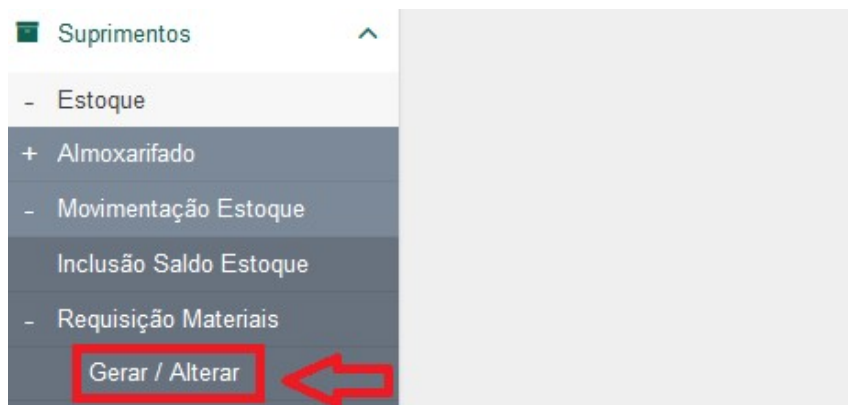 Suprimentos
- Estoque
+ Almoxarifado
- Movimentação Estoque
Inclusão Saldo Estoque
- Requisição Materiais
Gerar / Alterar